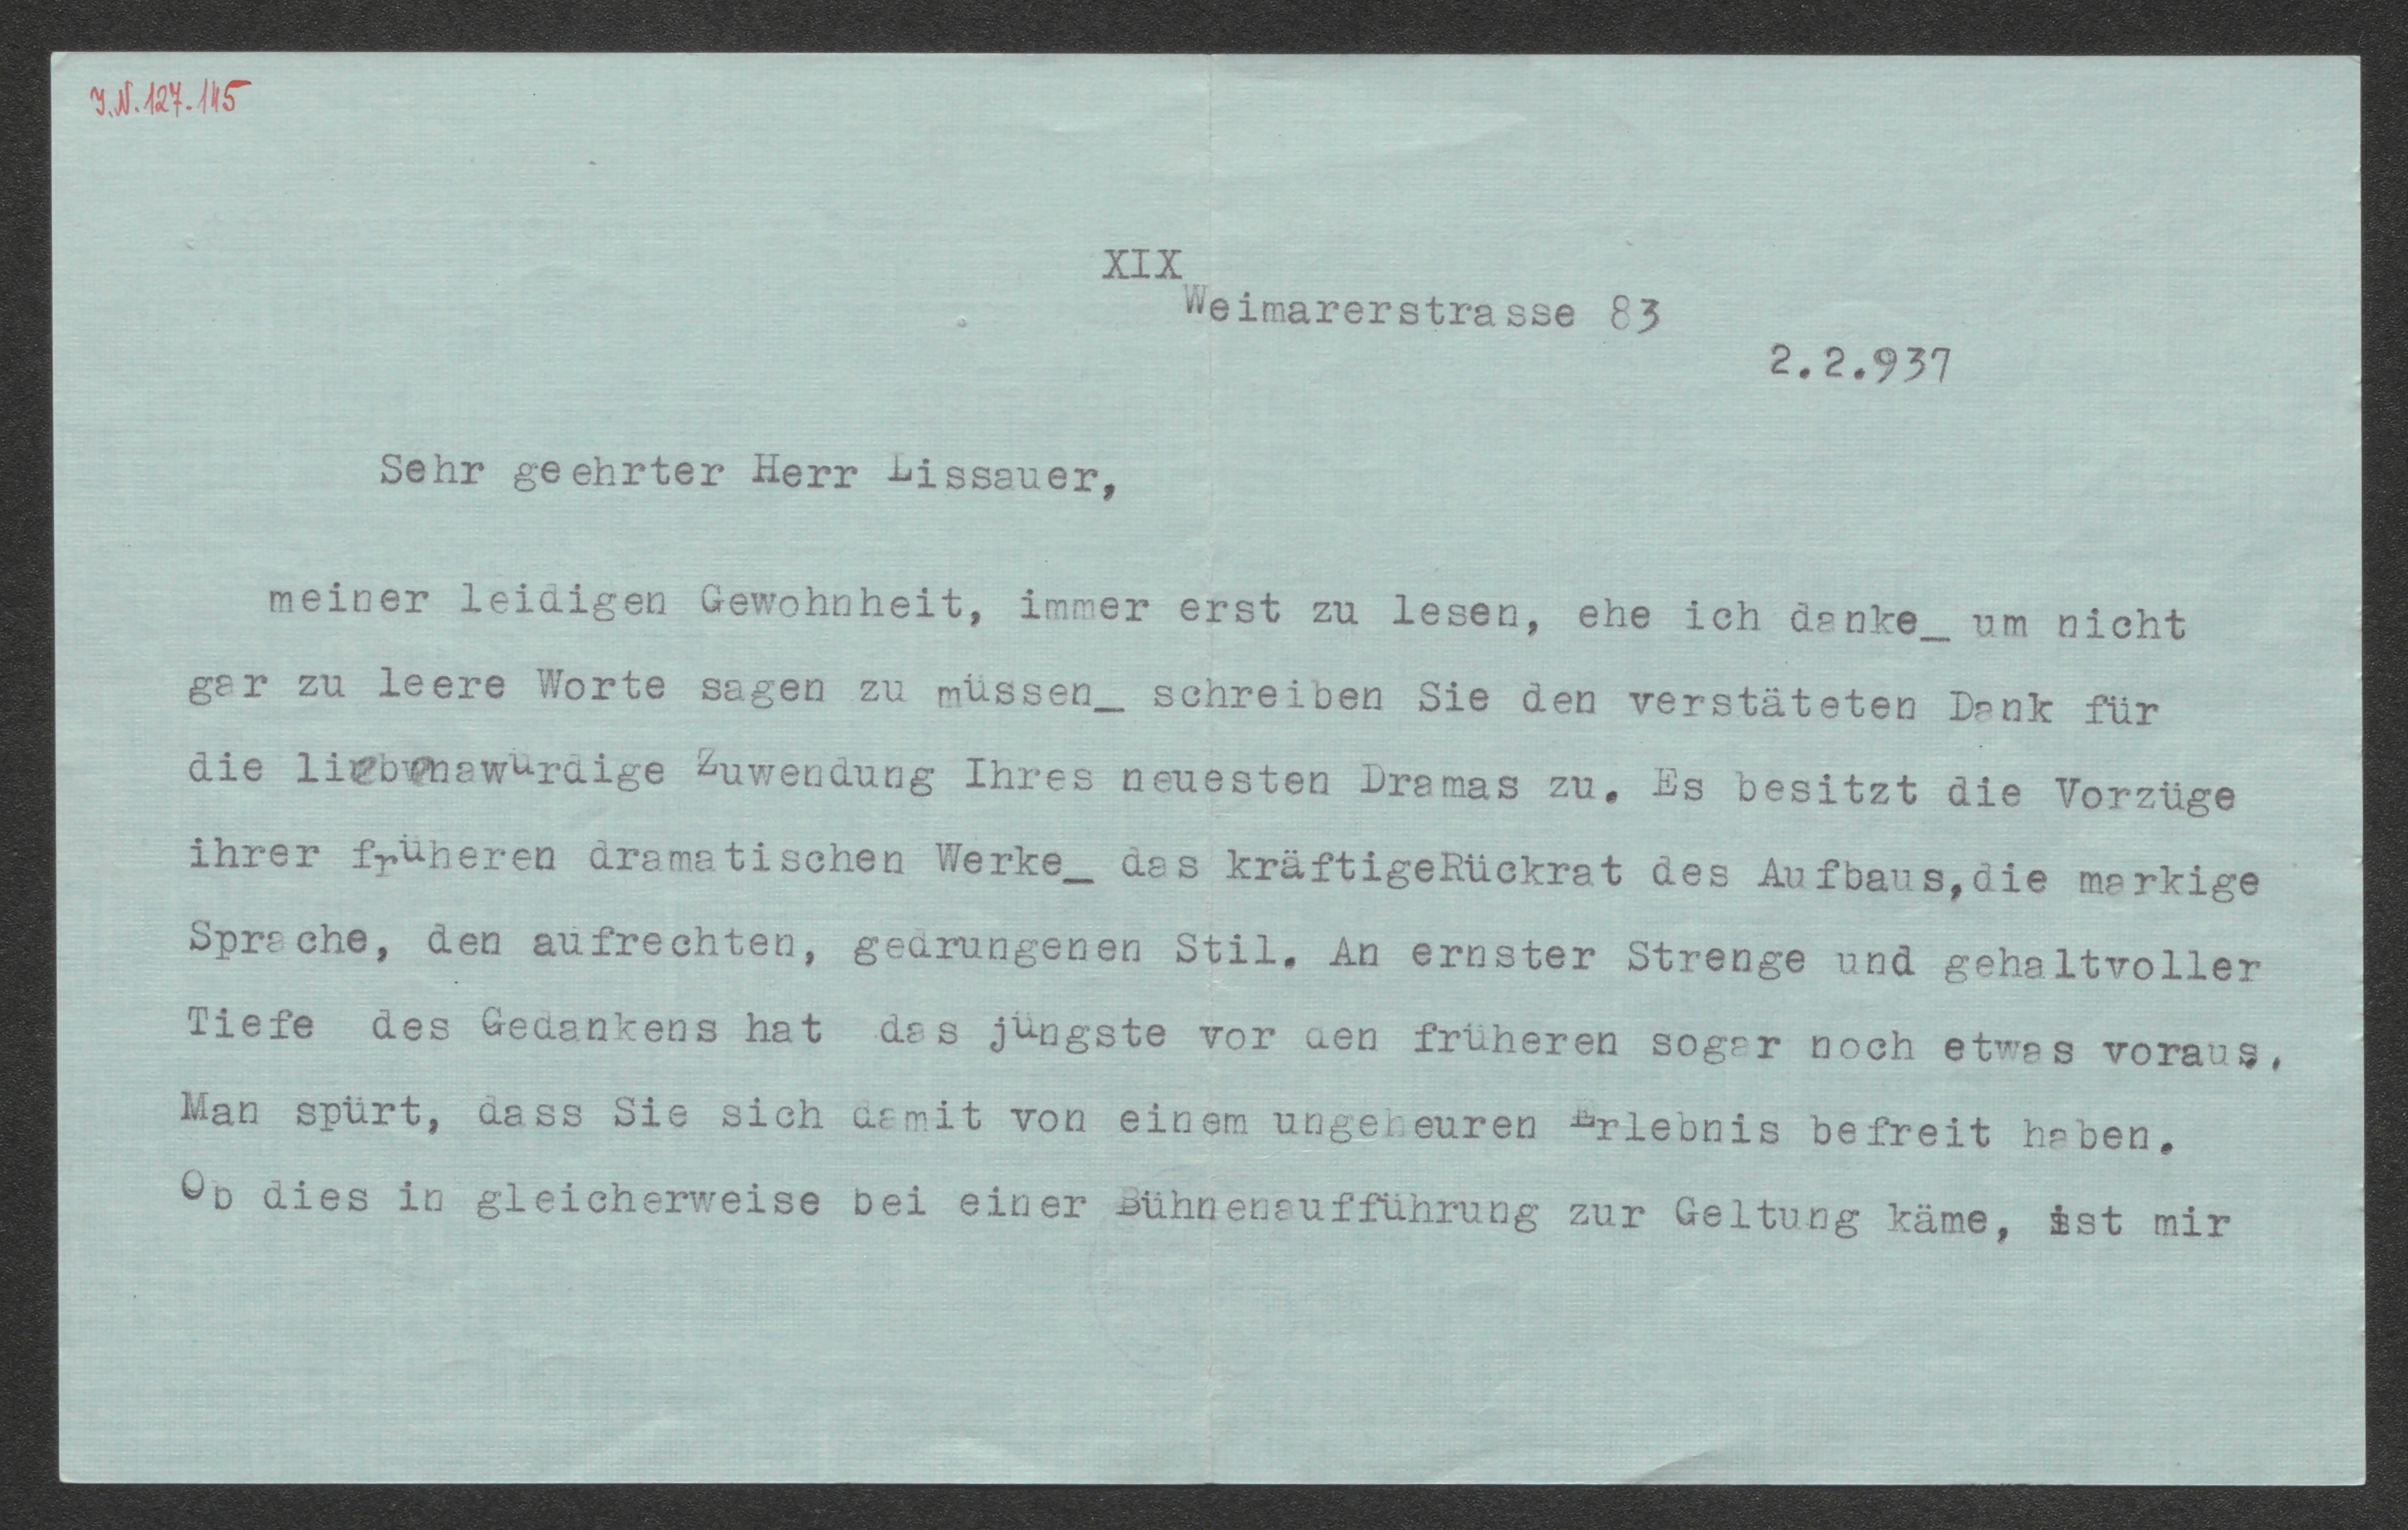 J.N. 127.145
XIX
Weimarerstrasse 83
2.2.937
Sehr geehrter Herr Lissauer,
meiner leidigen Gewohnheit, immer erst zu lesen, ehe ich danke_ um nicht
gar zu leere Worte sagen zu müssen_ schreiben Sie den verstäteten Dank für
die liebenawürdige Zuwendung Ihres neuesten Dramas zu. Es besitzt die Vorzüge
ihrer früheren dramatischen Werke_ das kräftigeRückrat des Aufbaus,die markige
Sprache, den aufrechten, gedrungenen Stil. An ernster Strenge und gehaltvoller
Tiefe des Gedankens hat das jüngste vor den früheren sogar noch etwas voraus.
Man spürt, dass Sie sich damit von einem ungeheuren Erlebnis befreit haben.
Ob dies in gleicherweise bei einer Bühnenaufführung zur Geltung käme, ist mir